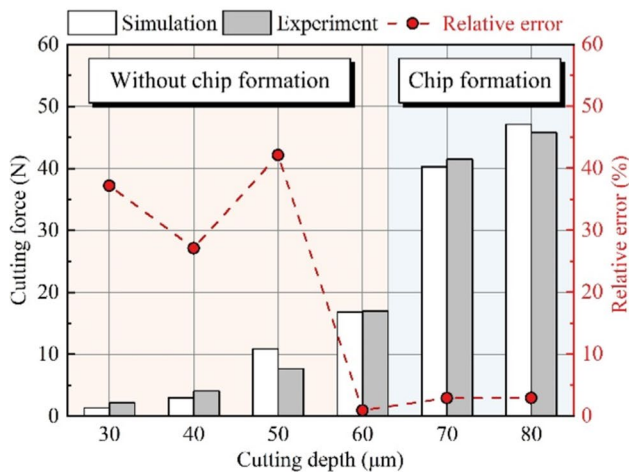 Simulation Experiment Relative error
Without chip formation Chip formation
60 60
50 50
40 40
30 30
20 20
10 10
0 0
Cutting force (N)
Relative error (%)
30 40 50 60 70 80
Cutting depth (μm)